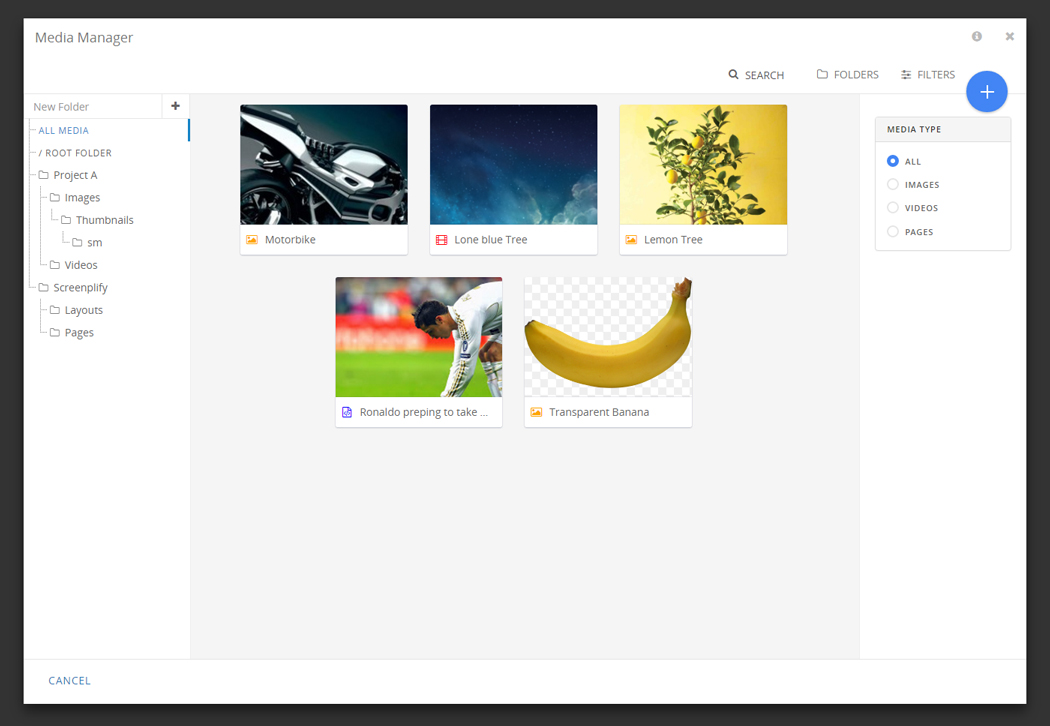 Media Manager
SEARCH
FOLDERS
FILTERS
New Folder
ALL MEDIA
/ ROOT FOLDER
Project A
Images
Thumbnails
sm
Videos
Screenplify
Layouts
Pages
Motorbike
Lone blue Tree
Lemon Tree
Ronaldo preping to take ...
Transparent Banana
MEDIA TYPE
ALL
IMAGES
VIDEOS
PAGES
CANCEL